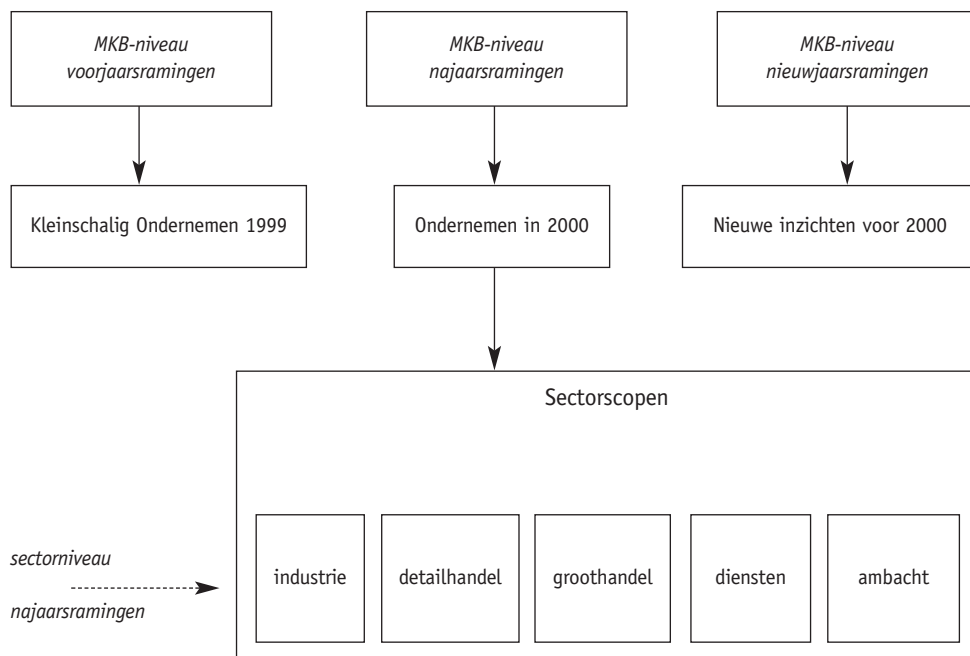 MKB-niveau
voorjaarsramingen
MKB-niveau
najaarsramingen
MKB-niveau
nieuwjaarsramingen
Kleinschalig Ondernemen 1999
Ondernemen in 2000
Nieuwe inzichten voor 2000
Sectorscopen
sectorniveau
najaarsramingen
industrie
detailhandel
groothandel
diensten
ambacht